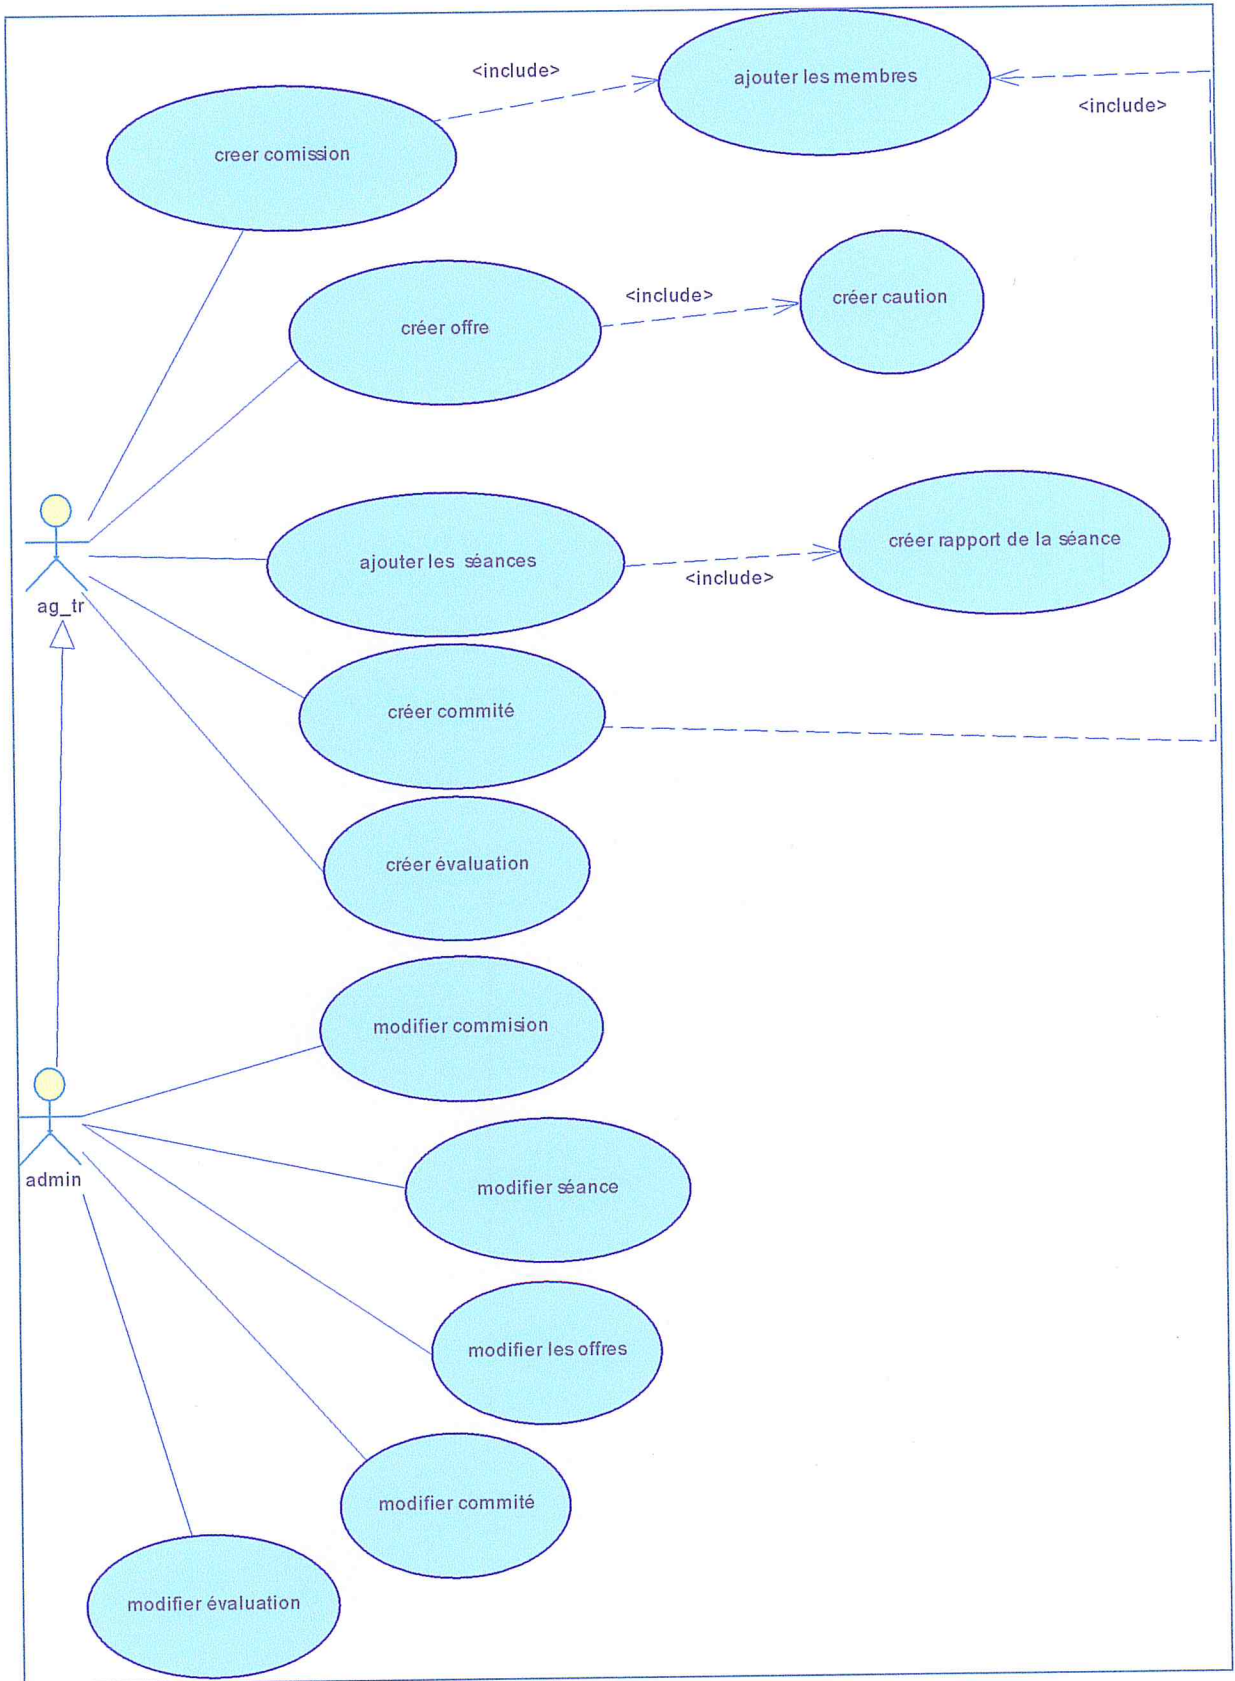 <include>
ajouter les membres
<include>
creer comission
<include>
créer caution
créer offre
créer rapport de la séance
ajouter les séances
<include>
ag_tr
créer commité
créer évaluation
modifier commision
admin
modifier séance
modifier les offres
modifier commité
modifier évaluation